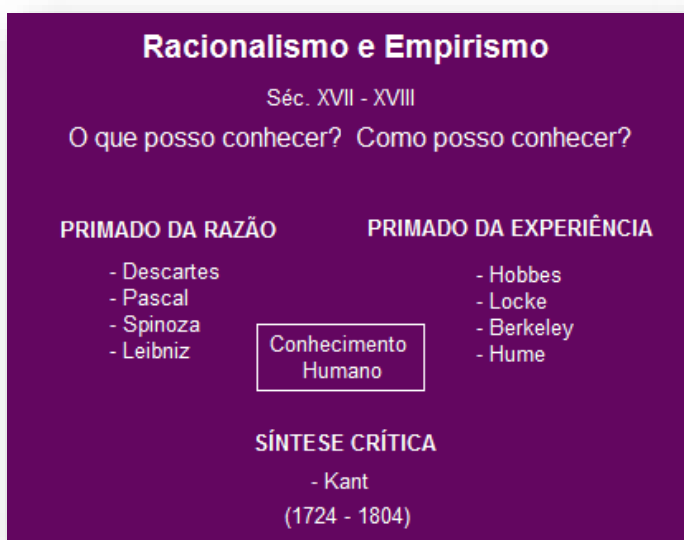 Racionalismo e Empirismo
Séc. XVII - XVIII
O que posso conhecer? Como posso conhecer?
PRIMADO DA RAZÃO
- Descartes
- Pascal
- Spinoza
- Leibniz
PRIMADO DA EXPERIÊNCIA
- Hobbes
- Locke
- Berkeley
- Hume
Conhecimento
Humano
SÍNTESE CRÍTICA
- Kant
(1724 - 1804)